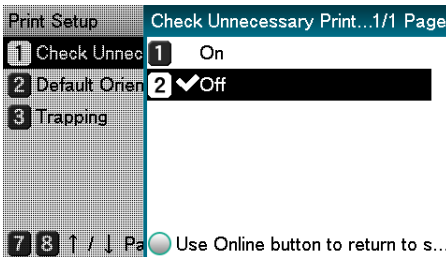 Print Setup
Check Unnecessary Print...1/1 Page
1 Check Unnec
1 On
2 Default Orien
2 Off
3 Trapping
7 8 ↑ / ↓ Pa
Use Online button to return to s...